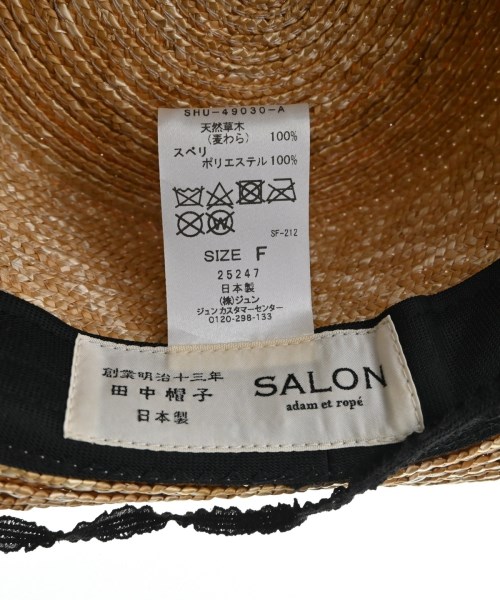 SHU-49030-A
天然草木
(麦わら) 100%
スベリ
ポリエステル 100%
SF-212
SIZE F
25247
日本製
(株)ジュン
ジュンカスタマーセンター
0120-298-133
創業明治十三年
田中帽子
日本製
SALON
adam et ropé